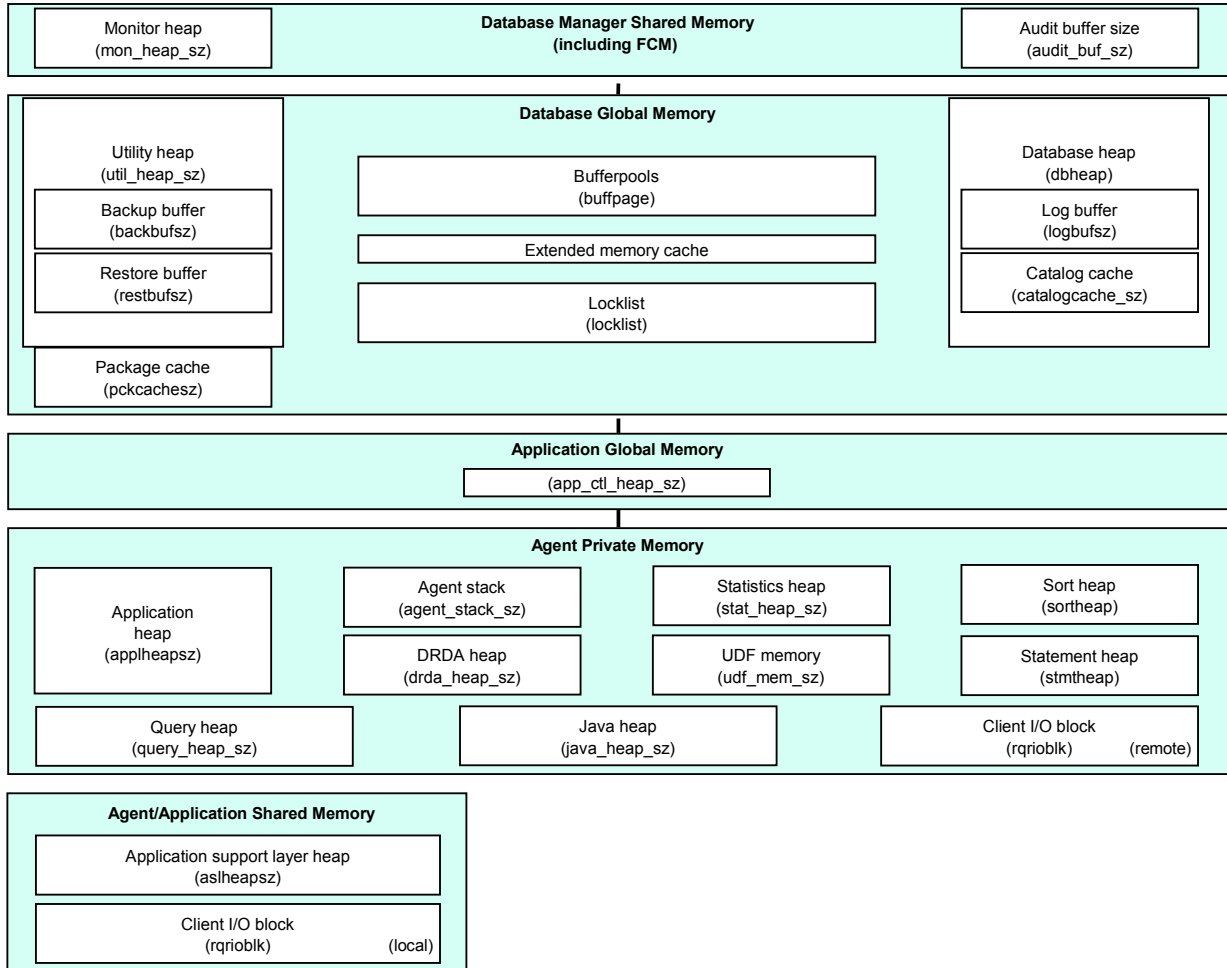 Database Manager Shared Memory
(including FCM)
Monitor heap
(mon_heap_sz)
Audit buffer size
(audit_buf_sz)
Database Global Memory
Utility heap
(util_heap_sz)
Backup buffer
(backbufsz)
Restore buffer
(restbufsz)
Package cache
(pckcachesz)
Bufferpools
(buffpage)
Extended memory cache
Locklist
(locklist)
Database heap
(dbheap)
Log buffer
(logbufsz)
Catalog cache
(catalogcache_sz)
Application Global Memory
(app_ctl_heap_sz)
Agent Private Memory
Application
heap
(applheapsz)
Agent stack
(agent_stack_sz)
Statistics heap
(stat_heap_sz)
Sort heap
(sortheap)
DRDA heap
(drda_heap_sz)
UDF memory
(udf_mem_sz)
Statement heap
(stmtheap)
Query heap
(query_heap_sz)
Java heap
(java_heap_sz)
Client I/O block
(rqrioblk) (remote)
Agent/Application Shared Memory
Application support layer heap
(aslheapsz)
Client I/O block
(rqrioblk) (local)